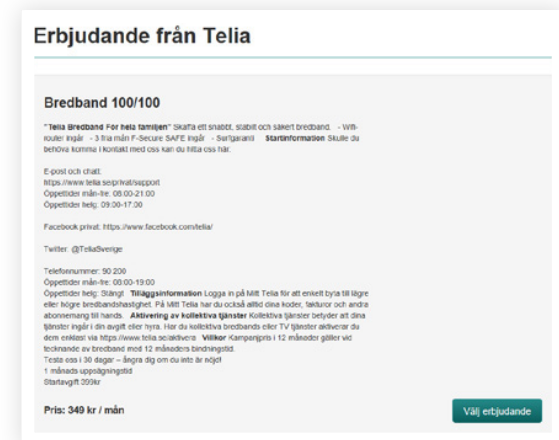 Erbjudande från Telia
Bredband 100/100
"Telia Bredband För hela familjen" Skaffa ett snabbt, stabilt och säkert bredband. - Wifi-
router ingår - 3 fria mån F-Secure SAFE ingår - Surfgaranti Startinformation Skulle du
behöva komma i kontakt med oss kan du hitta oss här:
E-post och chatt:
https://www.telia.se/privat/support
Öppettider mån-fre: 08:00-21:00
Öppettider helg: 09:00-17:00
Facebook privat: https://www.facebook.com/telia/
Twitter: @TeliaSverige
Telefonnummer: 90 200
Öppettider mån-fre: 08:00-19:00
Öppettider helg: Stängt Tilläggsinformation Logga in på Mitt Telia för att enkelt byta till lägre
eller högre bredbandshastighet. På Mitt Telia har du också alltid dina koder, fakturor och andra
abonnemang till hands. Aktivering av kollektiva tjänster Kollektiva tjänster betyder att dina
tjänster ingår i din avgift eller hyra. Har du kollektiva bredbands eller TV tjänster aktiverar du
dem enklast via https://www.telia.se/aktivera Villkor Kampanjpris i 12 månader gäller vid
tecknande av bredband med 12 månaders bindningstid.
Testa oss i 30 dagar – ångra dig om du inte är nöjd!
1 månads uppsägningstid
Startavgift 399kr
Pris: 349 kr / mån
Välj erbjudande